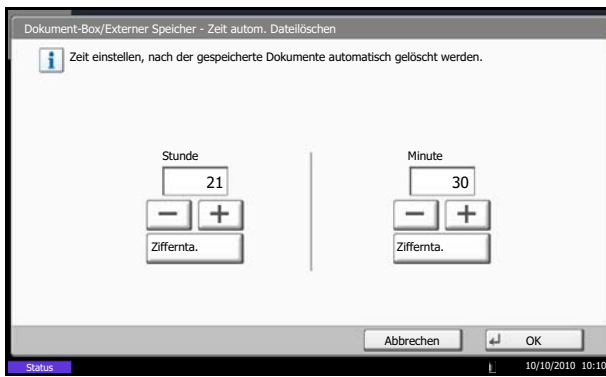 Dokument-Box/Externer Speicher - Zeit autom. Dateilöschen
Zeit einstellen, nach der gespeicherte Dokumente automatisch gelöscht werden.
Stunde Minute
21 30
Ziffernta. Ziffernta.
Abbrechen OK
Status 10/10/2010 10:10